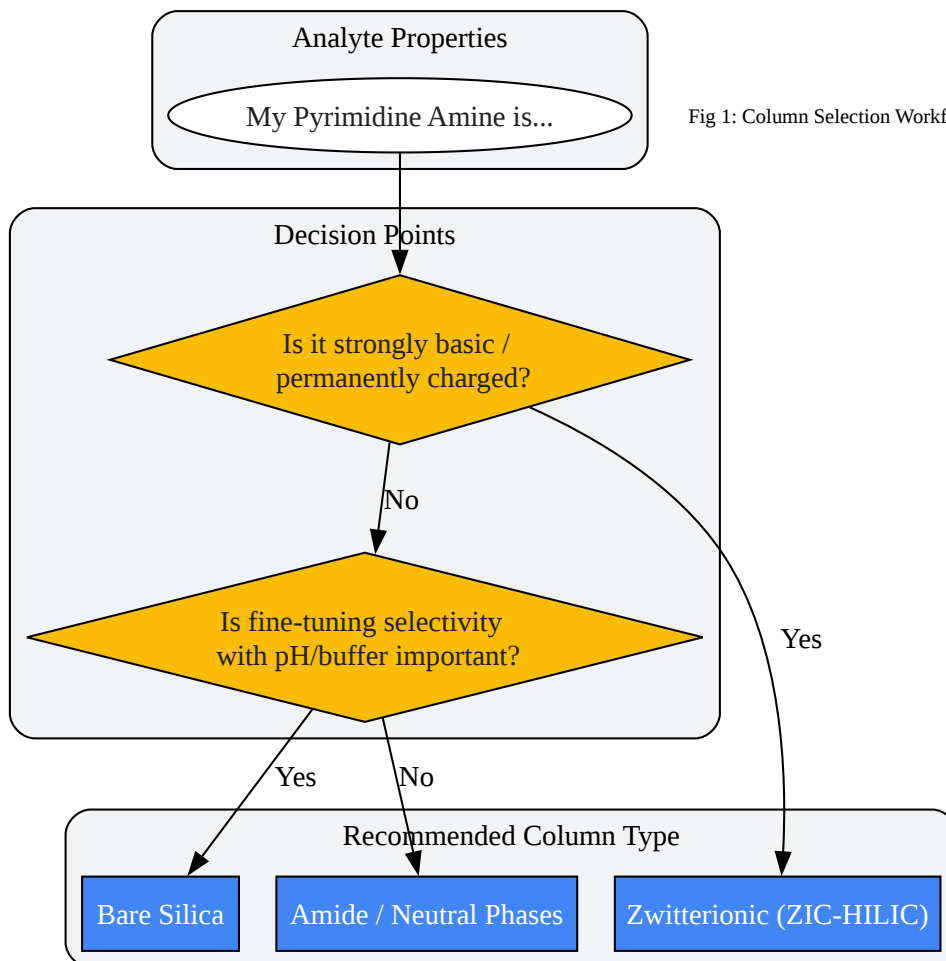 Analyte Properties
My Pyrimidine Amine is...
Fig 1: Column Selection Workf
Decision Points
Is it strongly basic /
permanently charged?
No
Is fine-tuning selectivity
with pH/buffer important?
Yes
Yes
No
Recommended Column Type
Bare Silica
Amide / Neutral Phases
Zwitterionic (ZIC-HILIC)